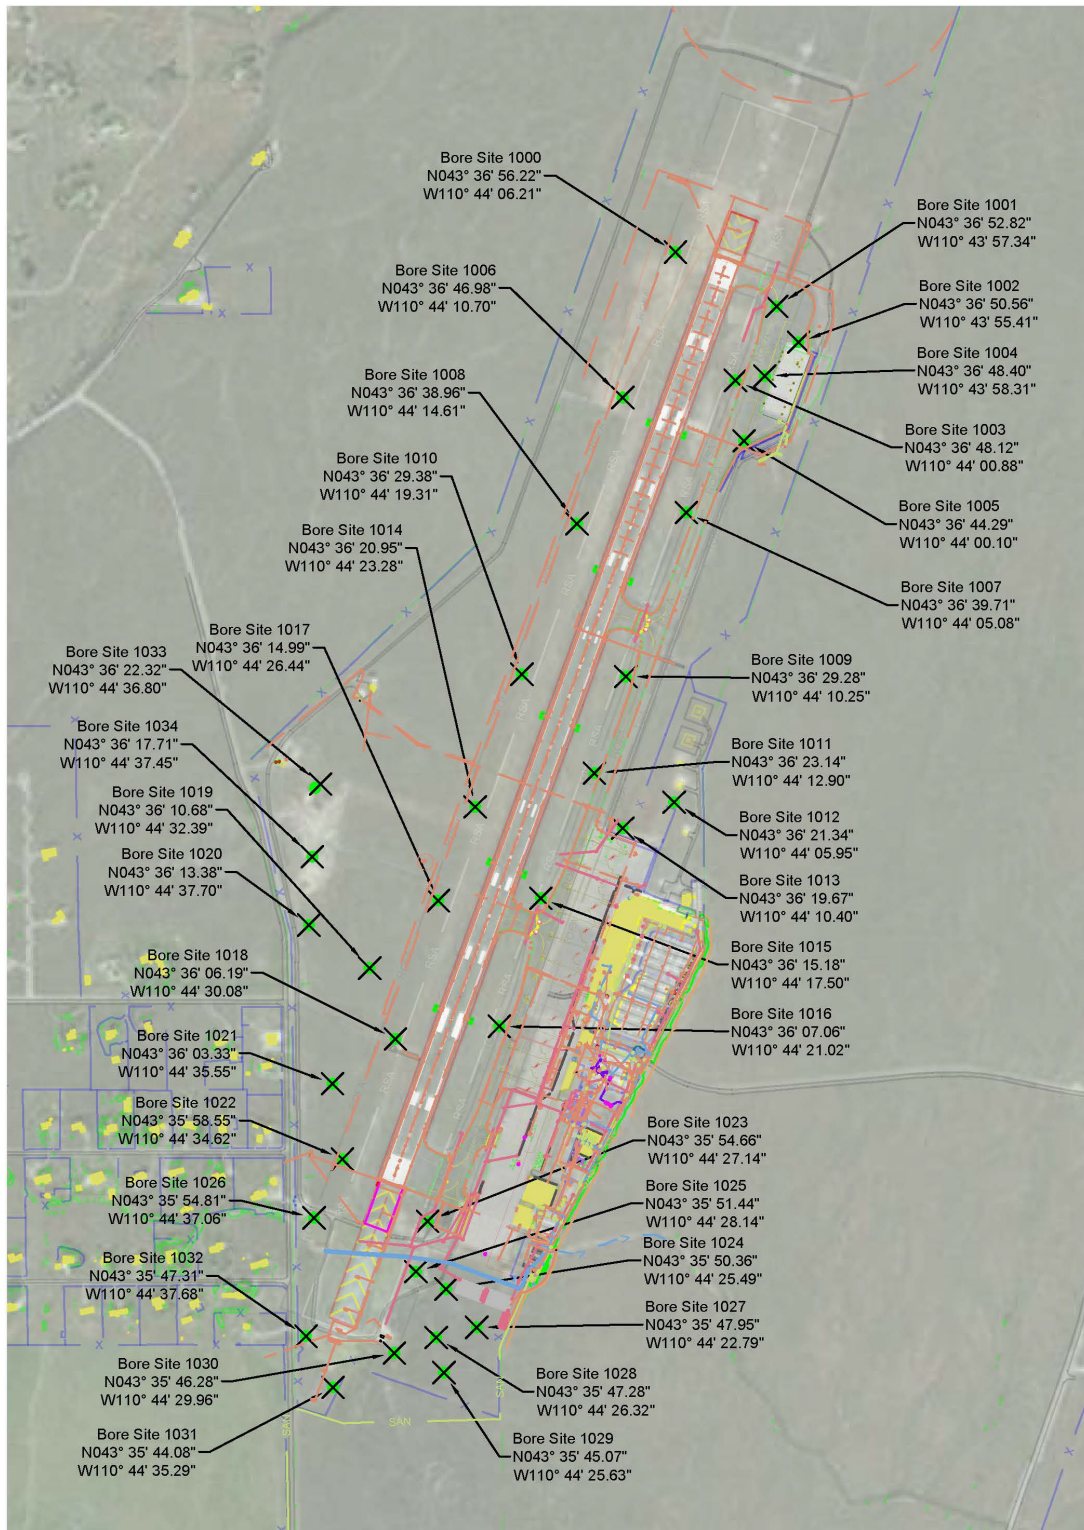 Bore Site 1000
N043° 36' 56.22"
W110° 44' 06.21"
Bore Site 1001
N043° 36' 52.82"
W110° 43' 57.34"
Bore Site 1006
N043° 36' 46.98"
W110° 44' 10.70"
Bore Site 1002
N043° 36' 50.56"
W110° 43' 55.41"
Bore Site 1004
N043° 36' 48.40"
W110° 43' 58.31"
Bore Site 1008
N043° 36' 38.96"
W110° 44' 14.61"
Bore Site 1003
N043° 36' 48.12"
W110° 44' 00.88"
Bore Site 1010
N043° 36' 29.38"
W110° 44' 19.31"
Bore Site 1005
N043° 36' 44.29"
W110° 44' 00.10"
Bore Site 1014
N043° 36' 20.95"
W110° 44' 23.28"
Bore Site 1007
N043° 36' 39.71"
W110° 44' 05.08"
Bore Site 1017
N043° 36' 14.99"
W110° 44' 26.44"
Bore Site 1033
N043° 36' 22.32"
W110° 44' 36.80"
Bore Site 1009
N043° 36' 29.28"
W110° 44' 10.25"
Bore Site 1034
N043° 36' 17.71"
W110° 44' 37.45"
Bore Site 1011
N043° 36' 23.14"
W110° 44' 12.90"
Bore Site 1019
N043° 36' 10.68"
W110° 44' 32.39"
Bore Site 1012
N043° 36' 21.34"
W110° 44' 05.95"
Bore Site 1020
N043° 36' 13.38"
W110° 44' 37.70"
Bore Site 1013
N043° 36' 19.67"
W110° 44' 10.40"
Bore Site 1018
N043° 36' 06.19"
W110° 44' 30.08"
Bore Site 1015
N043° 36' 15.18"
W110° 44' 17.50"
Bore Site 1016
N043° 36' 07.06"
W110° 44' 21.02"
Bore Site 1021
N043° 36' 03.33"
W110° 44' 35.55"
Bore Site 1022
N043° 35' 58.55"
W110° 44' 34.62"
Bore Site 1023
N043° 35' 54.66"
W110° 44' 27.14"
Bore Site 1026
N043° 35' 54.81"
W110° 44' 37.06"
Bore Site 1025
N043° 35' 51.44"
W110° 44' 28.14"
Bore Site 1024
N043° 35' 50.36"
W110° 44' 25.49"
Bore Site 1032
N043° 35' 47.31"
W110° 44' 37.68"
Bore Site 1027
N043° 35' 47.95"
W110° 44' 22.79"
Bore Site 1030
N043° 35' 46.28"
W110° 44' 29.96"
Bore Site 1028
N043° 35' 47.28"
W110° 44' 26.32"
Bore Site 1031
N043° 35' 44.08"
W110° 44' 35.29"
Bore Site 1029
N043° 35' 45.07"
W110° 44' 25.63"
RSA
RSA
RSA
RSA
RSA
RSA
RSA
RSA
RSA
SAN
SAN
SAN